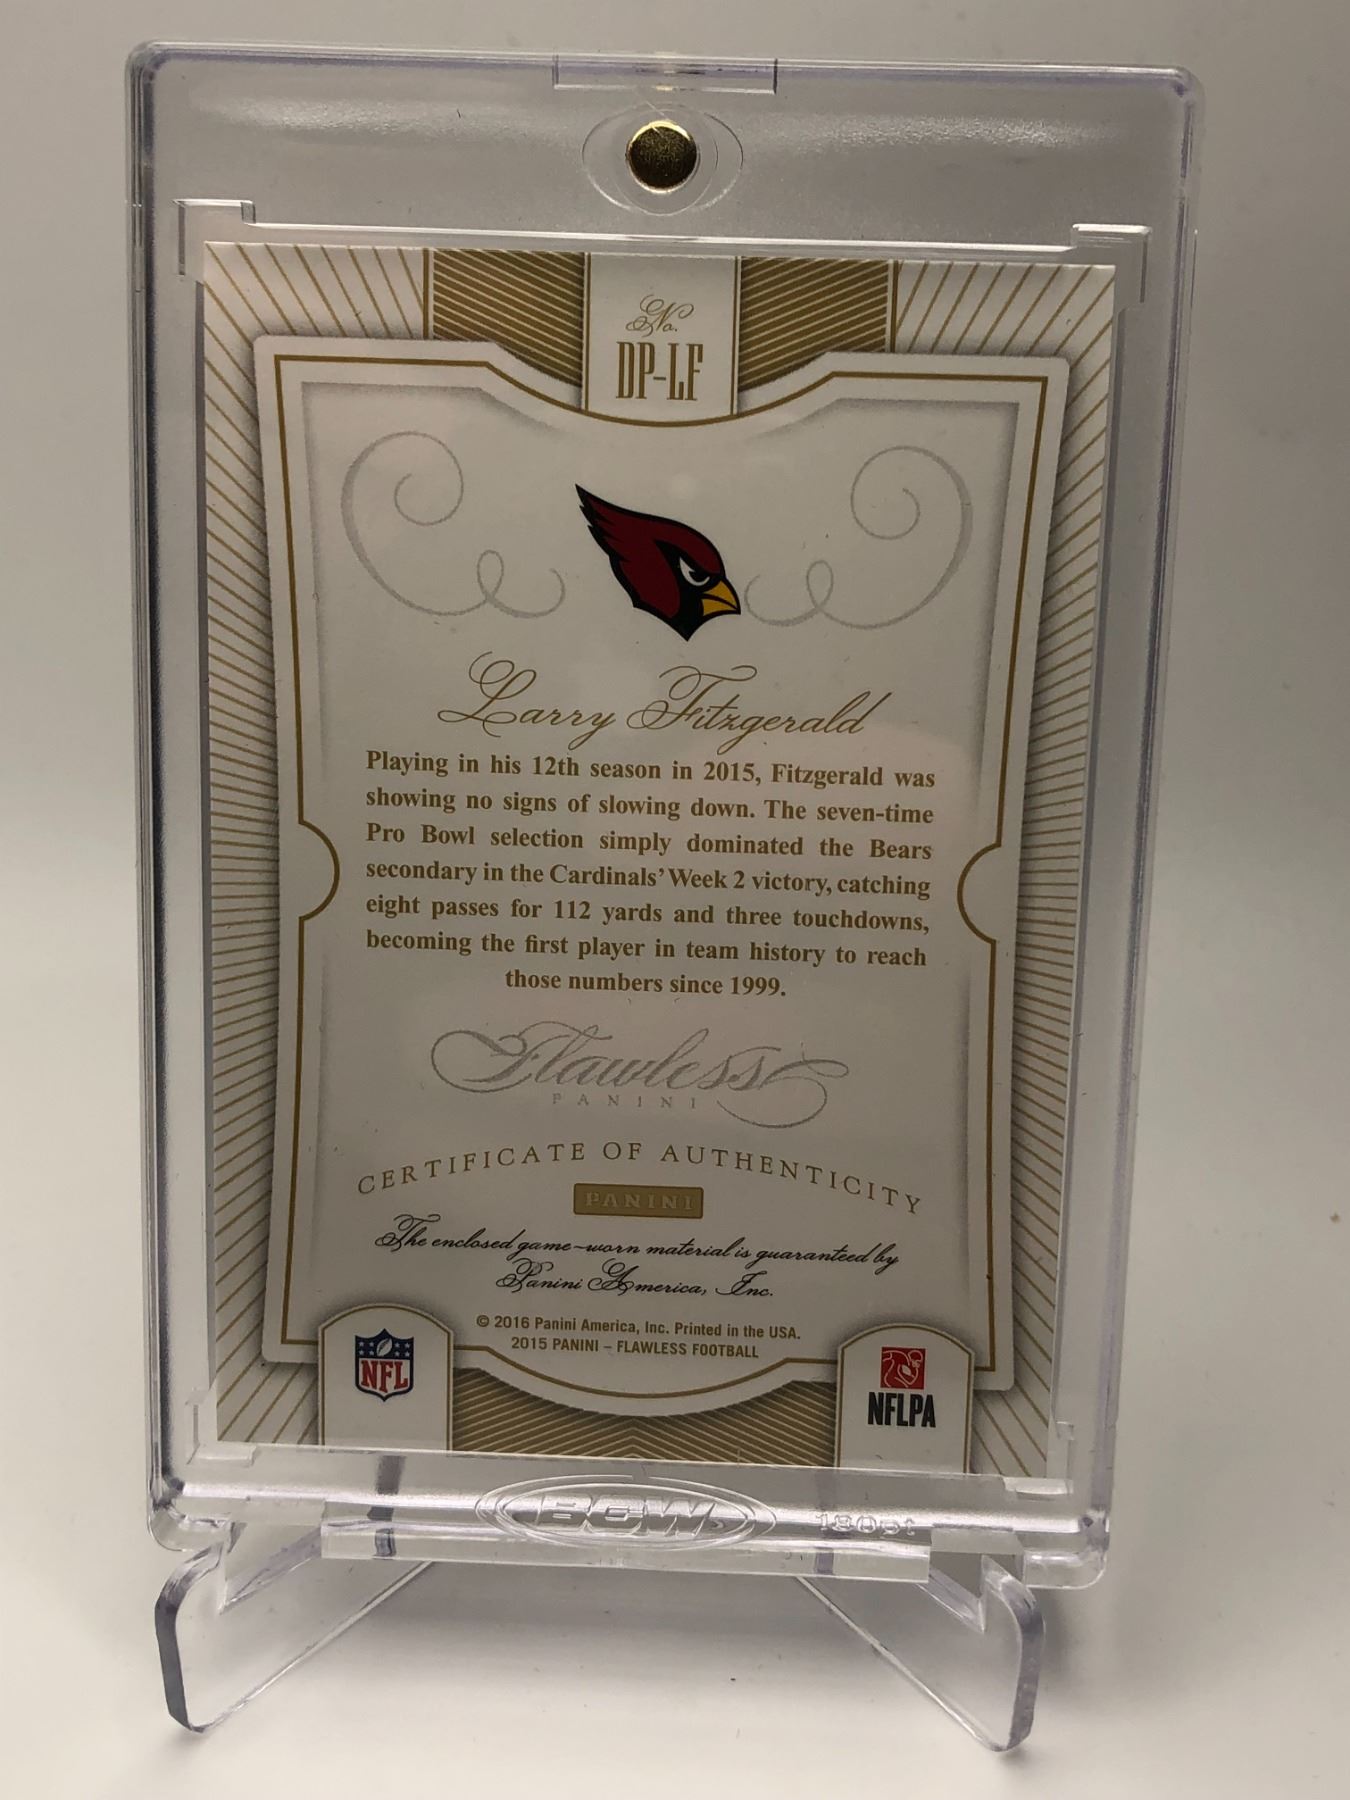 No.
DP-LF
Larry Fitzgerald
Playing in his 12th season in 2015, Fitzgerald was
showing no signs of slowing down. The seven-time
Pro Bowl selection simply dominated the Bears
secondary in the Cardinals' Week 2 victory, catching
eight passes for 112 yards and three touchdowns,
becoming the first player in team history to reach
those numbers since 1999.
Flawless
PANINI
CERTIFICATE OF AUTHENTICITY
PANINI
The enclosed game-worn material is guaranteed by
Panini America, Inc.
© 2016 Panini America, Inc. Printed in the USA.
2015 PANINI – FLAWLESS FOOTBALL
NFL
NFLPA
BCW
180pt